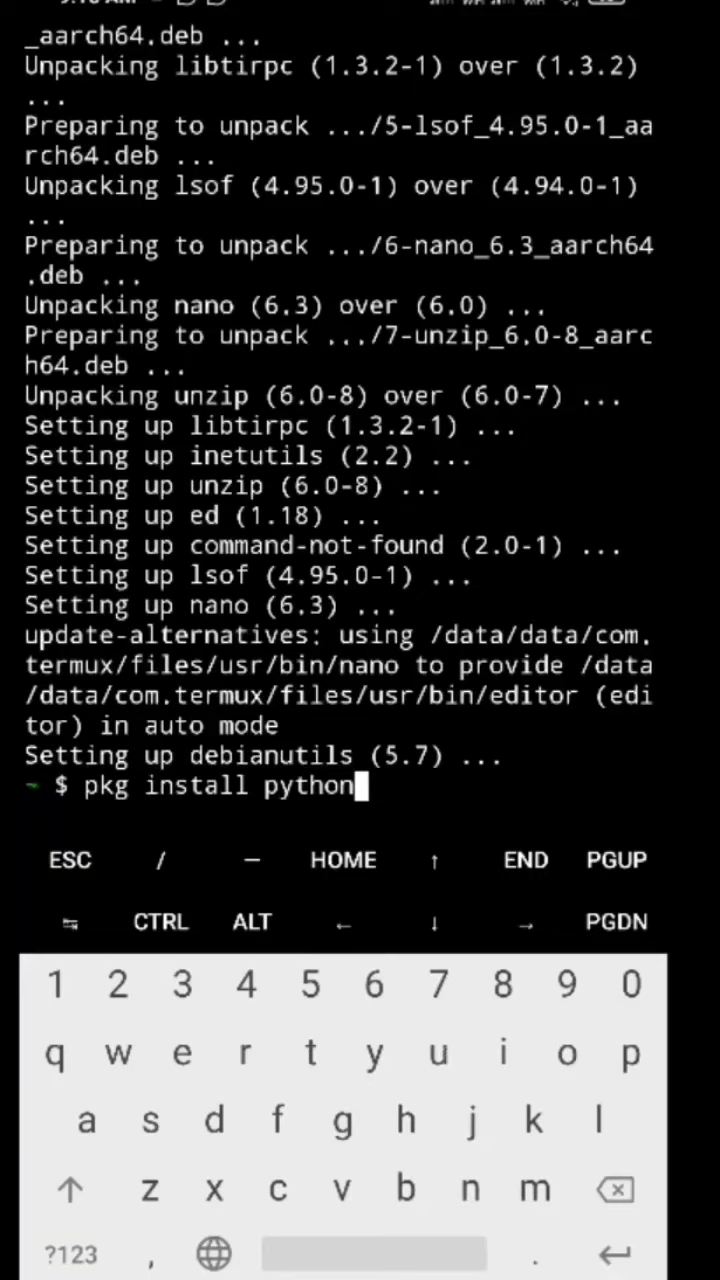 _aarch64.deb ...
Unpacking libtirpc (1.3.2-1) over (1.3.2)
...
Preparing to unpack .../5-lsof_4.95.0-1_aa
rch64.deb ...
Unpacking lsof (4.95.0-1) over (4.94.0-1)
...
Preparing to unpack .../6-nano_6.3_aarch64
.deb ...
Unpacking nano (6.3) over (6.0) ...
Preparing to unpack .../7-unzip_6.0-8_aarc
h64.deb ...
Unpacking unzip (6.0-8) over (6.0-7) ...
Setting up libtirpc (1.3.2-1) ...
Setting up inetutils (2.2) ...
Setting up unzip (6.0-8) ...
Setting up ed (1.18) ...
Setting up command-not-found (2.0-1) ...
Setting up lsof (4.95.0-1) ...
Setting up nano (6.3) ...
update-alternatives: using /data/data/com.
termux/files/usr/bin/nano to provide /data
/data/com.termux/files/usr/bin/editor (edi
tor) in auto mode
Setting up debianutils (5.7) ...
~ $ pkg install python
ESC / — HOME ↑ END PGUP
↹ CTRL ALT ← ↓ → PGDN
1 2 3 4 5 6 7 8 9 0
q w e r t y u i o p
a s d f g h j k l
z x c v b n m
?123 , .